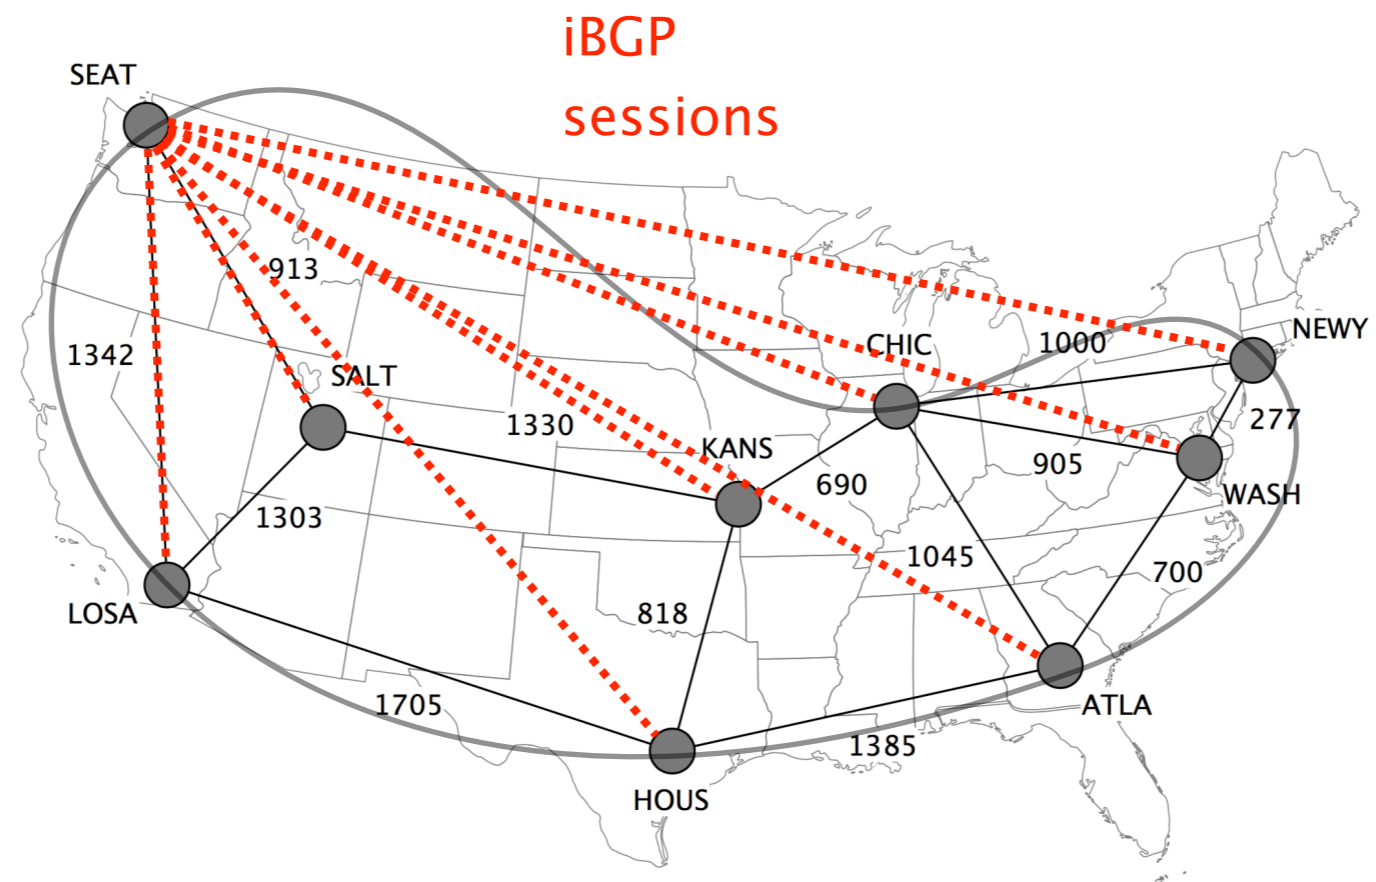 iBGP
sessions
SEAT
913
NEWY
CHIC
1000
1342
SALT
277
1330
KANS
905
690
WASH
1303
1045
700
LOSA
818
1705
ATLA
1385
HOUS